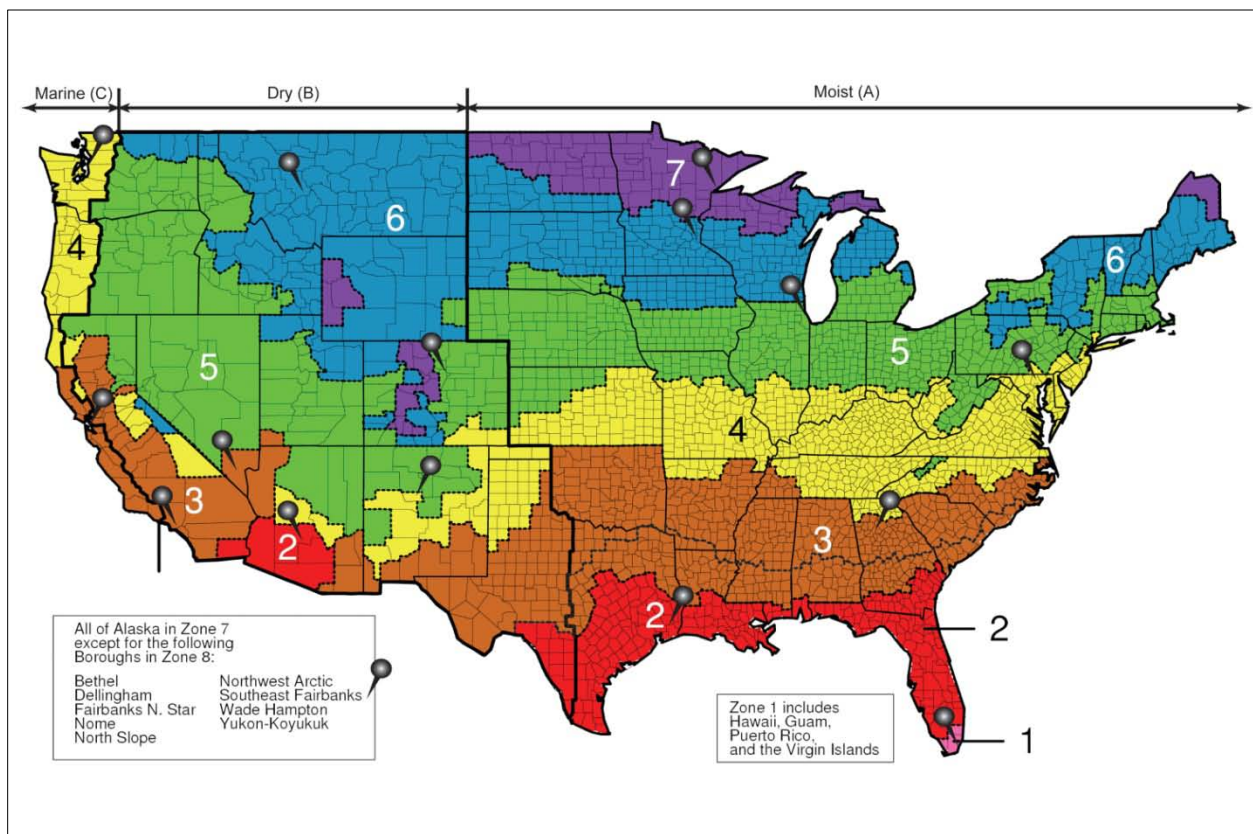 Marine (C)
Dry (B)
Moist (A)
7
6
4
6
5
5
4
3
3
2
2
2
1
All of Alaska in Zone 7
except for the following
Boroughs in Zone 8:
Bethel
Dellingham
Fairbanks N. Star
Nome
North Slope
Northwest Arctic
Southeast Fairbanks
Wade Hampton
Yukon-Koyukuk
Zone 1 includes
Hawaii, Guam,
Puerto Rico,
and the Virgin Islands